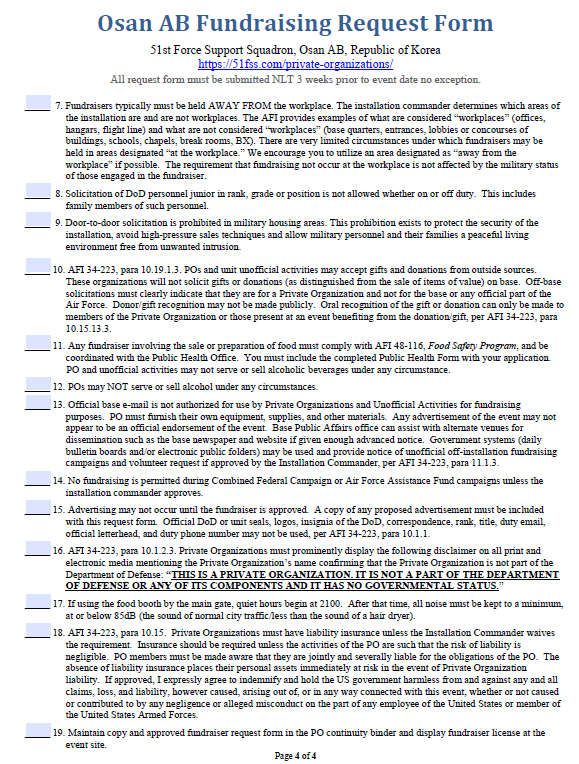 Osan AB Fundraising Request Form
51st Force Support Squadron, Osan AB, Republic of Korea
https://51fss.com/private-organizations/
All request form must be submitted NLT 3 weeks prior to event date no exception.
7. Fundraisers typically must be held AWAY FROM the workplace. The installation commander determines which areas of
the installation are and are not workplaces. The AFI provides examples of what are considered “workplaces” (offices,
hangars, flight line) and what are not considered “workplaces” (base quarters, entrances, lobbies or concourses of
buildings, schools, chapels, break rooms, BX). There are very limited circumstances under which fundraisers may be
held in areas designated “at the workplace.” We encourage you to utilize an area designated as “away from the
workplace” if possible. The requirement that fundraising not occur at the workplace is not affected by the military status
of those engaged in the fundraiser.
8. Solicitation of DoD personnel junior in rank, grade or position is not allowed whether on or off duty. This includes
family members of such personnel.
9. Door-to-door solicitation is prohibited in military housing areas. This prohibition exists to protect the security of the
installation, avoid high-pressure sales techniques and allow military personnel and their families a peaceful living
environment free from unwanted intrusion.
10. AFI 34-223, para 10.19.1.3. POs and unit unofficial activities may accept gifts and donations from outside sources.
These organizations will not solicit gifts or donations (as distinguished from the sale of items of value) on base. Off-base
solicitations must clearly indicate that they are for a Private Organization and not for the base or any official part of the
Air Force. Donor/gift recognition may not be made publicly. Oral recognition of the gift or donation can only be made to
members of the Private Organization or those present at an event benefiting from the donation/gift, per AFI 34-223, para
10.15.13.3.
11. Any fundraiser involving the sale or preparation of food must comply with AFI 48-116, Food Safety Program, and be
coordinated with the Public Health Office. You must include the completed Public Health Form with your application.
PO and unofficial activities may not serve or sell alcoholic beverages under any circumstance.
12. POs may NOT serve or sell alcohol under any circumstances.
13. Official base e-mail is not authorized for use by Private Organizations and Unofficial Activities for fundraising
purposes. PO must furnish their own equipment, supplies, and other materials. Any advertisement of the event may not
appear to be an official endorsement of the event. Base Public Affairs office can assist with alternate venues for
dissemination such as the base newspaper and website if given enough advanced notice. Government systems (daily
bulletin boards and/or electronic public folders) may be used and provide notice of unofficial off-installation fundraising
campaigns and volunteer request if approved by the Installation Commander, per AFI 34-223, para 11.1.3.
14. No fundraising is permitted during Combined Federal Campaign or Air Force Assistance Fund campaigns unless the
installation commander approves.
15. Advertising may not occur until the fundraiser is approved. A copy of any proposed advertisement must be included
with this request form. Official DoD or unit seals, logos, insignia of the DoD, correspondence, rank, title, duty email,
official letterhead, and duty phone number may not be used, per AFI 34-223, para 10.1.1.
16. AFI 34-223, para 10.1.2.3. Private Organizations must prominently display the following disclaimer on all print and
electronic media mentioning the Private Organization’s name confirming that the Private Organization is not part of the
Department of Defense: “THIS IS A PRIVATE ORGANIZATION. IT IS NOT A PART OF THE DEPARTMENT
OF DEFENSE OR ANY OF ITS COMPONENTS AND IT HAS NO GOVERNMENTAL STATUS.”
17. If using the food booth by the main gate, quiet hours begin at 2100. After that time, all noise must be kept to a minimum,
at or below 85dB (the sound of normal city traffic/less than the sound of a hair dryer).
18. AFI 34-223, para 10.15. Private Organizations must have liability insurance unless the Installation Commander waives
the requirement. Insurance should be required unless the activities of the PO are such that the risk of liability is
negligible. PO members must be made aware that they are jointly and severally liable for the obligations of the PO. The
absence of liability insurance places their personal assets immediately at risk in the event of Private Organization
liability. If approved, I expressly agree to indemnify and hold the US government harmless from and against any and all
claims, loss, and liability, however caused, arising out of, or in any way connected with this event, whether or not caused
or contributed to by any negligence or alleged misconduct on the part of any employee of the United States or member of
the United States Armed Forces.
19. Maintain copy and approved fundraiser request form in the PO continuity binder and display fundraiser license at the
event site.
Page 4 of 4